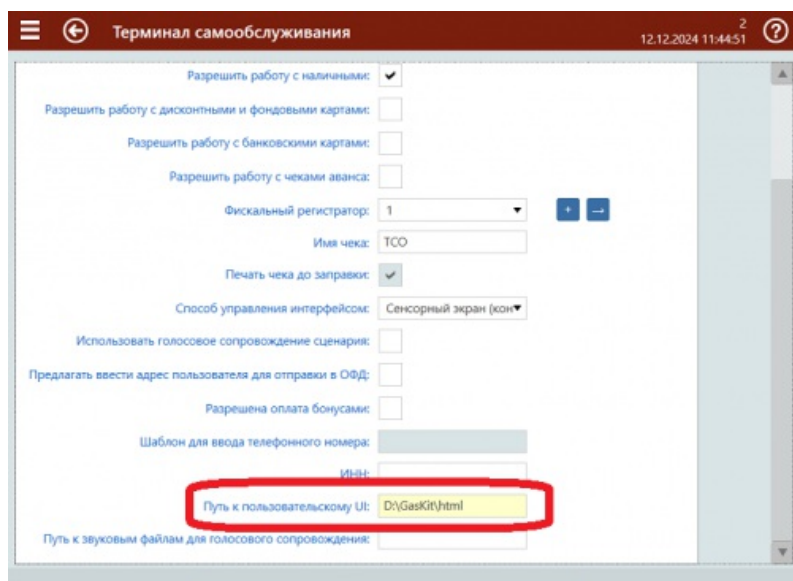 Терминал самообслуживания
2
12.12.2024 11:44:51
Разрешить работу с наличными:
Разрешить работу с дисконтными и фондовыми картами:
Разрешить работу с банковскими картами:
Разрешить работу с чеками аванса:
Фискальный регистратор: 1
Имя чека: ТСО
Печать чека до заправки:
Способ управления интерфейсом: Сенсорный экран (кон
Использовать голосовое сопровождение сценария:
Предлагать ввести адрес пользователя для отправки в ОФД:
Разрешена оплата бонусами:
Шаблон для ввода телефонного номера:
ИНН:
Путь к пользовательскому UI: D:\GasKit\html
Путь к звуковым файлам для голосового сопровождения: